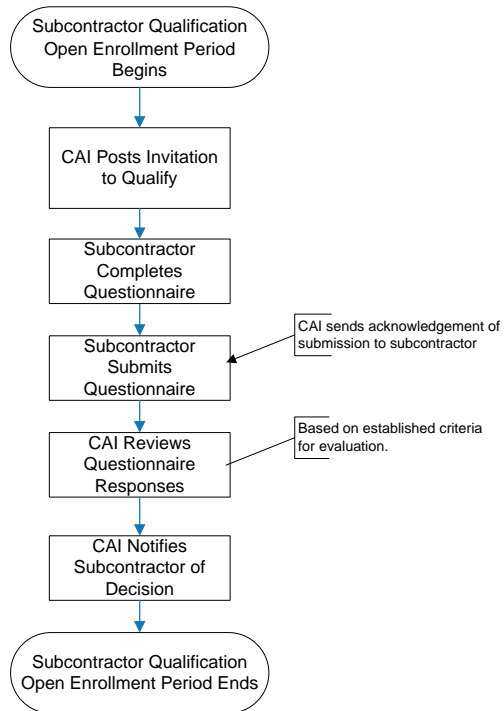 Subcontractor Qualification
Open Enrollment Period
Begins
CAI Posts Invitation
to Qualify
Subcontractor
Completes
Questionnaire
Subcontractor
Submits
Questionnaire
CAI sends acknowledgement of
submission to subcontractor
CAI Reviews
Questionnaire
Responses
Based on established criteria
for evaluation.
CAI Notifies
Subcontractor of
Decision
Subcontractor Qualification
Open Enrollment Period Ends